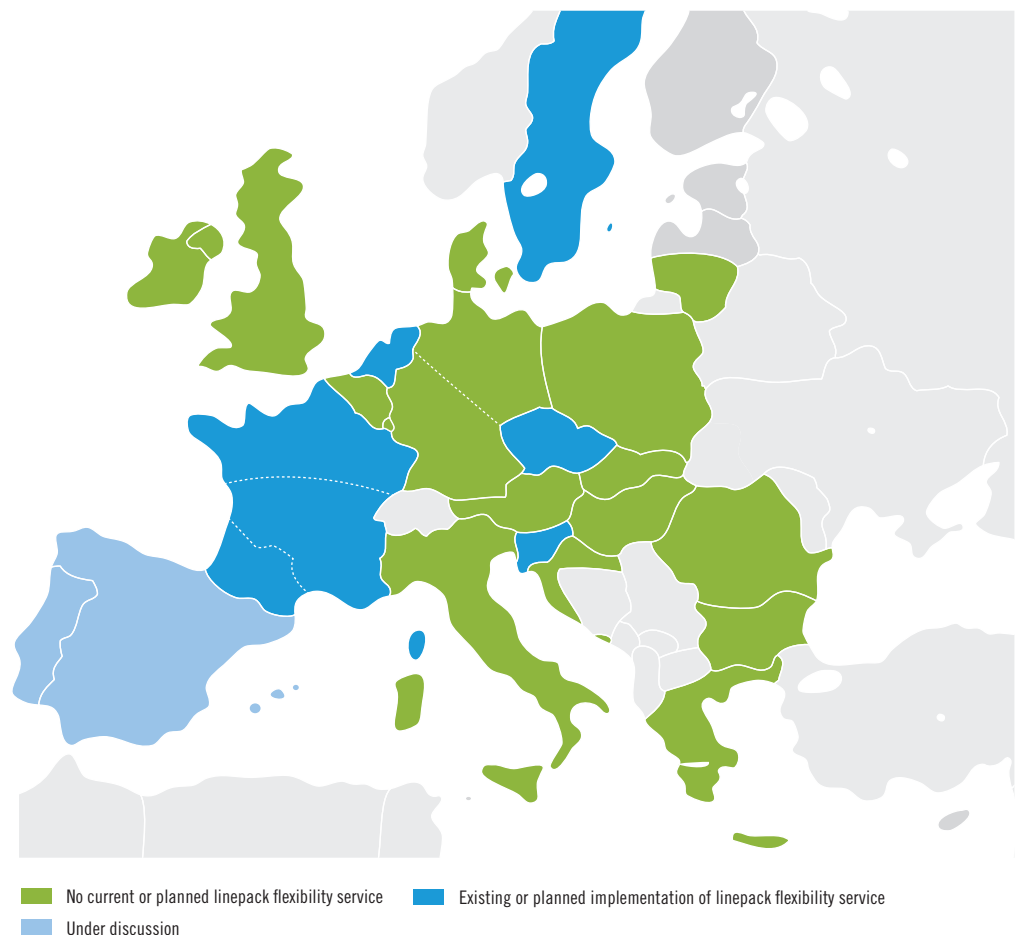 No current or planned linepack flexibility service
Existing or planned implementation of linepack flexibility service
Under discussion